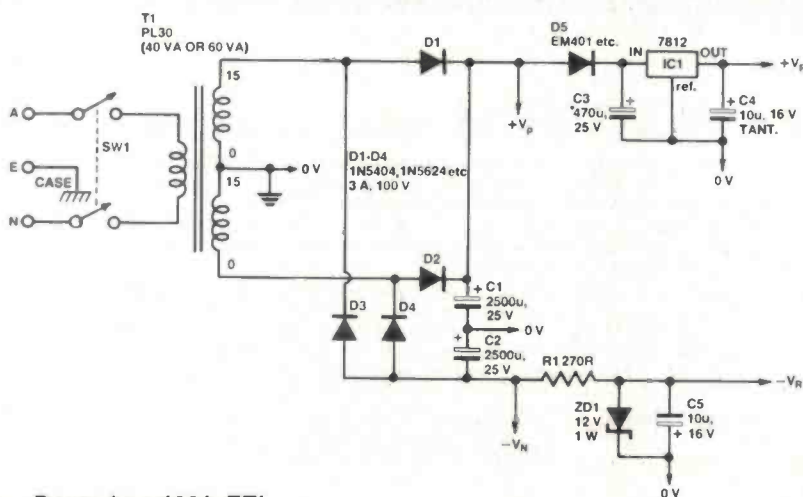 T1
PL30
(40 VA OR 60 VA)
A
E
N
CASE
SW1
15
0
15
0
0 V
D1
D1-D4
1N5404, 1N5624 etc
3 A, 100 V
D2
D3
D4
+
C1
2500u,
25 V
0 V
+
C2
2500u,
25 V
+Vp
D5
EM401 etc.
IN
7812
OUT
IC1
ref.
+
C3
470u,
25 V
+
C4
10u, 16 V
TANT.
0 V
R1 270R
−VR
−VN
ZD1
12 V
1 W
C5
10u,
+ 16 V
0 V